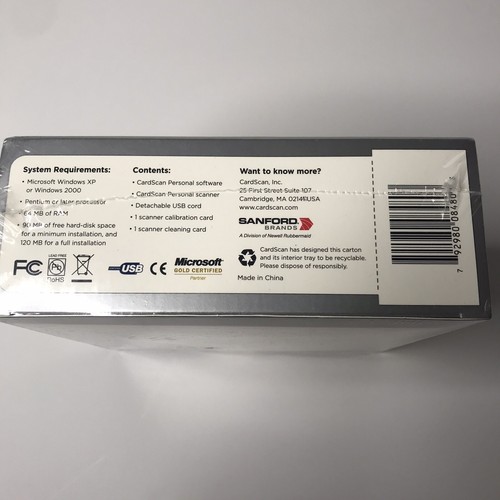 System Requirements:
• Microsoft Windows XP
or Windows 2000
• Pentium or later processor
• 64 MB of RAM
• 90 MB of free hard-disk space
for a minimum installation, and
120 MB for a full installation
FC
LEAD FREE
Pb
RoHS
USB
CE
Microsoft
GOLD CERTIFIED
Partner
Contents:
• CardScan Personal software
• CardScan Personal scanner
• Detachable USB cord
• 1 scanner calibration card
• 1 scanner cleaning card
Want to know more?
CardScan, Inc.
25 First Street Suite 107
Cambridge, MA 02141USA
www.cardscan.com
SANFORD
BRANDS
A Division of Newell Rubbermaid
CardScan has designed this carton
and its interior tray to be recyclable.
Please dispose of responsibly.
Made in China
7 92980 08480